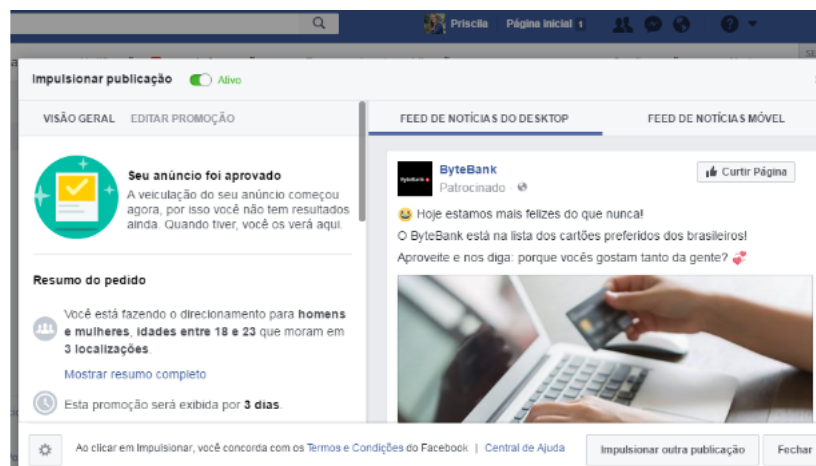 Priscila Página inicial 1
Impulsionar publicação Ativo
VISÃO GERAL EDITAR PROMOÇÃO
FEED DE NOTÍCIAS DO DESKTOP FEED DE NOTÍCIAS MÓVEL
Seu anúncio foi aprovado
A veiculação do seu anúncio começou
agora, por isso você não tem resultados
ainda. Quando tiver, você os verá aqui.
Resumo do pedido
Você está fazendo o direcionamento para homens
e mulheres, idades entre 18 e 23 que moram em
3 localizações.
Mostrar resumo completo
Esta promoção será exibida por 3 dias.
ByteBank
Patrocinado ·
Curtir Página
😂 Hoje estamos mais felizes do que nunca!
O ByteBank está na lista dos cartões preferidos dos brasileiros!
Aproveite e nos diga: porque vocês gostam tanto da gente? 💞
Ao clicar em Impulsionar, você concorda com os Termos e Condições do Facebook | Central de Ajuda
Impulsionar outra publicação Fechar